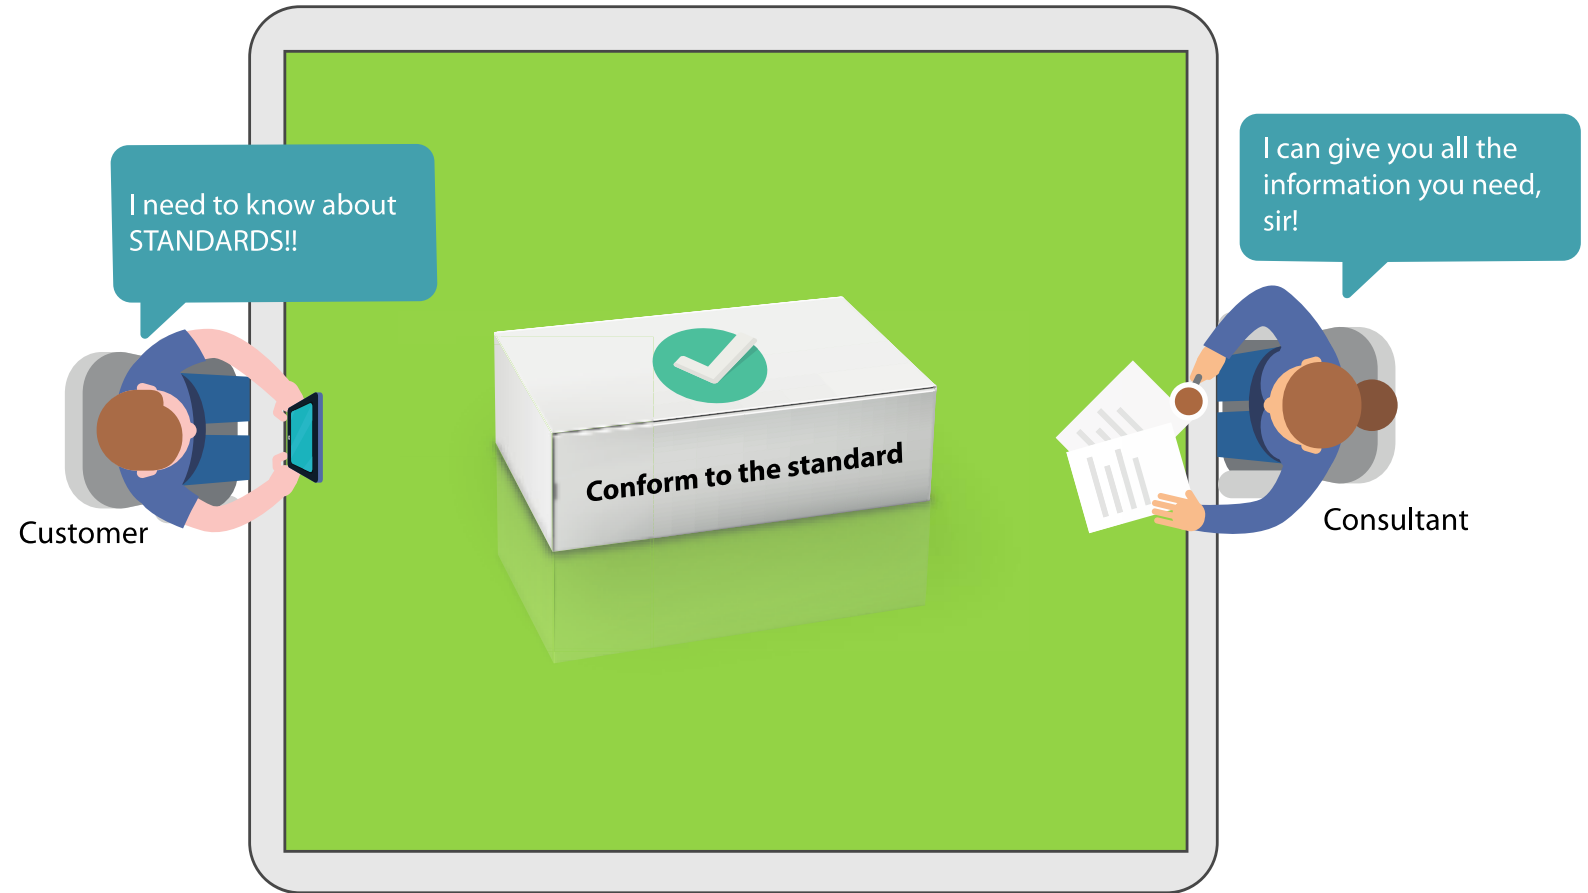 I need to know about
STANDARDS!!
I can give you all the
information you need,
sir!
Conform to the standard
Customer
Consultant